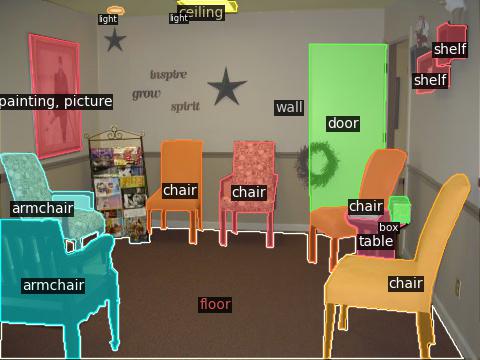 light
light
ceiling
shelf
shelf
painting, picture
inspire
grow
spirit
wall
door
chair
chair
armchair
chair
box
table
armchair
chair
floor